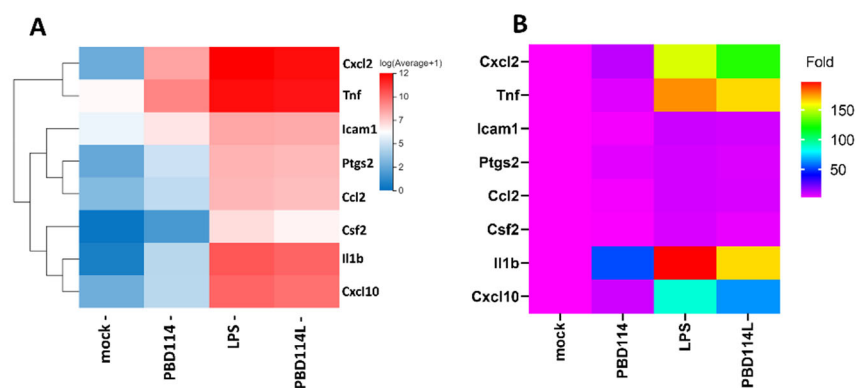 A
log(Average+1)
12
10
7
5
2
0
Cxcl2
Tnf
Icam1
Ptgs2
Ccl2
Csf2
Il1b
Cxcl10
mock -
PBD114 -
LPS -
PBD114L -
B
Cxcl2
Tnf
Icam1
Ptgs2
Ccl2
Csf2
Il1b
Cxcl10
mock
PBD114
LPS
PBD114L
Fold
150
100
50